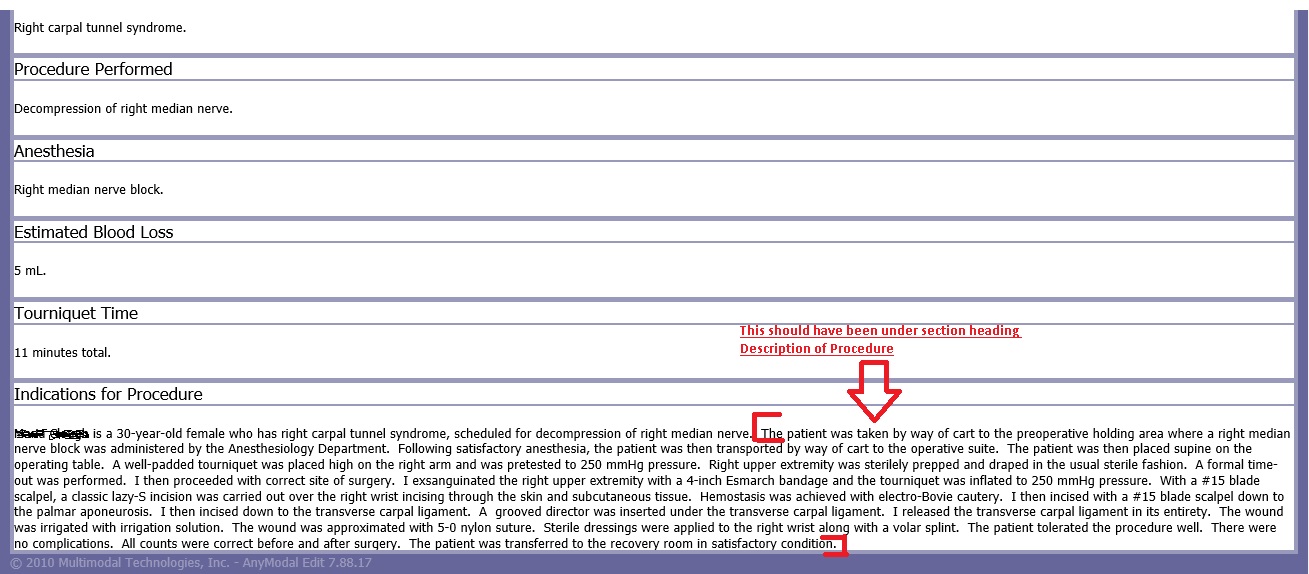 Right carpal tunnel syndrome.
Procedure Performed
Decompression of right median nerve.
Anesthesia
Right median nerve block.
Estimated Blood Loss
5 mL.
Tourniquet Time
This should have been under section heading
Description of Procedure
11 minutes total.
Indications for Procedure
is a 30-year-old female who has right carpal tunnel syndrome, scheduled for decompression of right median nerve. The patient was taken by way of cart to the preoperative holding area where a right median
nerve block was administered by the Anesthesiology Department. Following satisfactory anesthesia, the patient was then transported by way of cart to the operative suite. The patient was then placed supine on the
operating table. A well-padded tourniquet was placed high on the right arm and was pretested to 250 mmHg pressure. Right upper extremity was sterilely prepped and draped in the usual sterile fashion. A formal time-
out was performed. I then proceeded with correct site of surgery. I exsanguinated the right upper extremity with a 4-inch Esmarch bandage and the tourniquet was inflated to 250 mmHg pressure. With a #15 blade
scalpel, a classic lazy-S incision was carried out over the right wrist incising through the skin and subcutaneous tissue. Hemostasis was achieved with electro-Bovie cautery. I then incised with a #15 blade scalpel down to
the palmar aponeurosis. I then incised down to the transverse carpal ligament. A grooved director was inserted under the transverse carpal ligament. I released the transverse carpal ligament in its entirety. The wound
was irrigated with irrigation solution. The wound was approximated with 5-0 nylon suture. Sterile dressings were applied to the right wrist along with a volar splint. The patient tolerated the procedure well. There were
no complications. All counts were correct before and after surgery. The patient was transferred to the recovery room in satisfactory condition.
© 2010 Multimodal Technologies, Inc. - AnyModal Edit 7.88.17